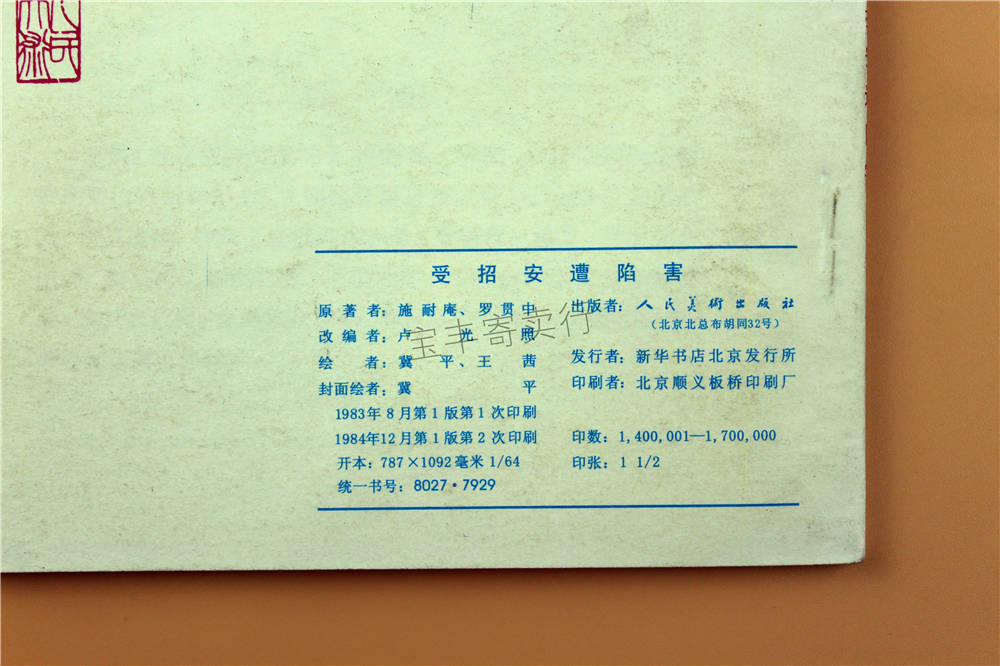 受招安遭陷害
原著者：施耐庵、罗贯中
改编者：卢光照
绘者：冀平、王茜
封面绘者：冀平
1983年8月第1版第1次印刷
1984年12月第1版第2次印刷
开本：787×1092毫米 1/64
统一书号：8027·7929
出版者：人民美術出版社
（北京北总布胡同32号）
发行者：新华书店北京发行所
印刷者：北京顺义板桥印刷厂
印数：1,400,001—1,700,000
印张：1 1/2
宝丰寄卖行